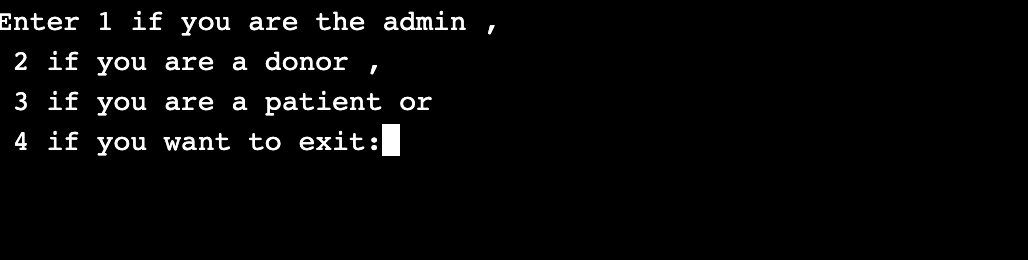 Enter 1 if you are the admin ,
2 if you are a donor ,
3 if you are a patient or
4 if you want to exit: